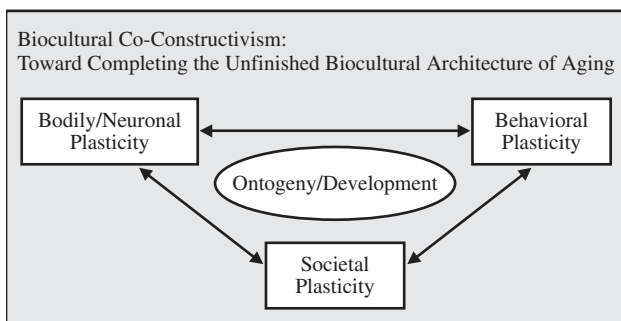 Biocultural Co-Constructivism:
Toward Completing the Unfinished Biocultural Architecture of Aging
Bodily/Neuronal
Plasticity
Behavioral
Plasticity
Ontogeny/Development
Societal
Plasticity